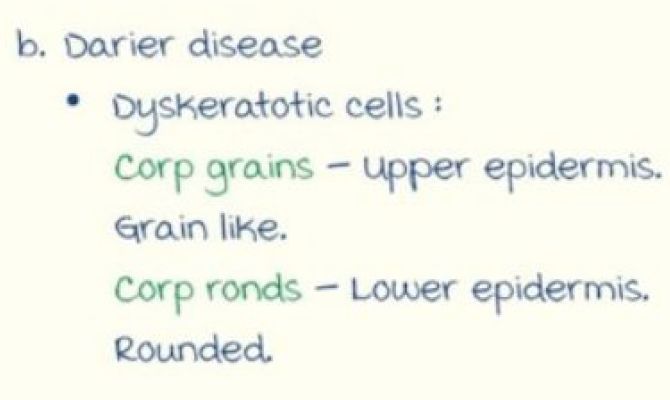 b. Darier disease
• Dyskeratotic cells :
Corp grains – Upper epidermis.
Grain like.
Corp ronds – Lower epidermis.
Rounded.